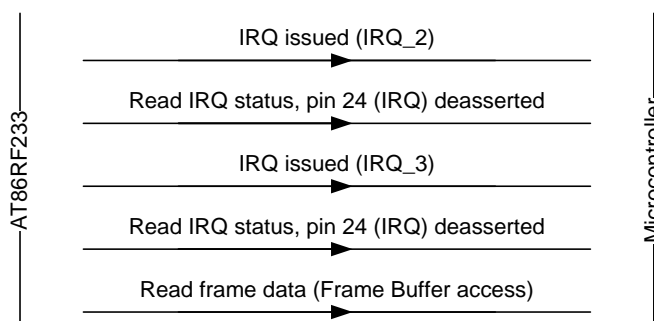 IRQ issued (IRQ_2)
Read IRQ status, pin 24 (IRQ) deasserted
IRQ issued (IRQ_3)
Read IRQ status, pin 24 (IRQ) deasserted
Read frame data (Frame Buffer access)
AT86RF233
Microcontroller